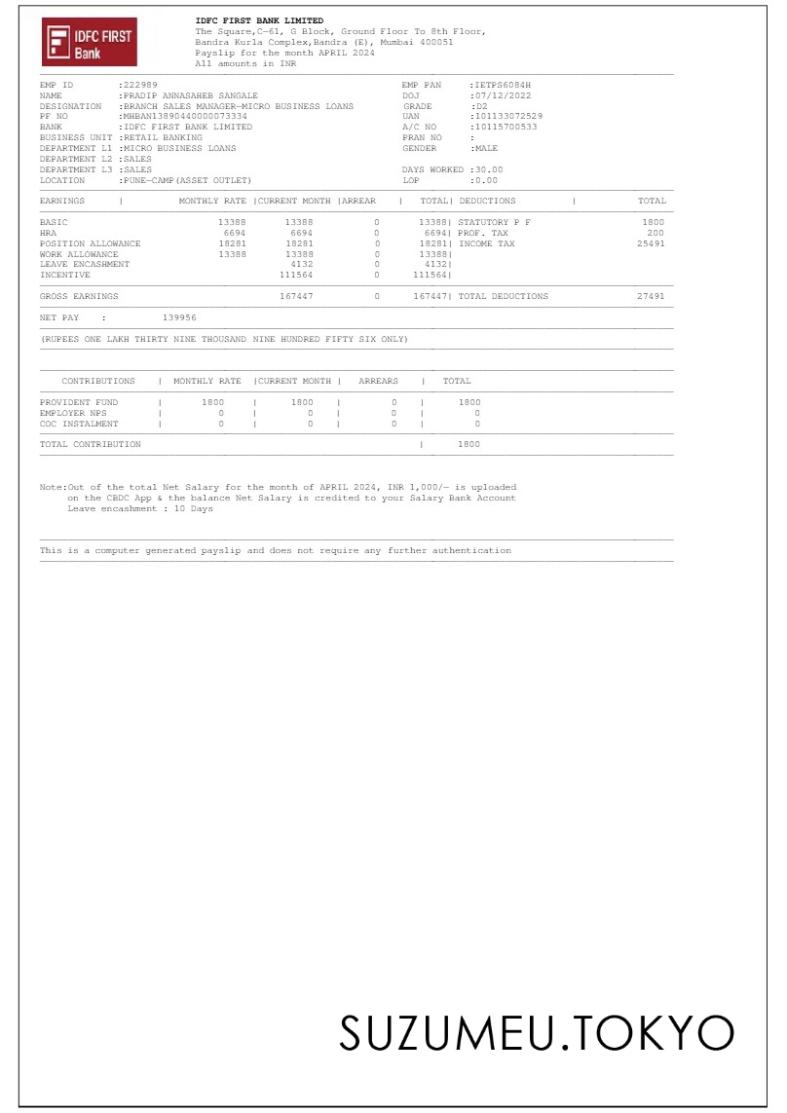 IDFC FIRST
Bank
IDFC FIRST BANK LIMITED
The Square,C-61, G Block, Ground Floor To 8th Floor,
Bandra Kurla Complex,Bandra (E), Mumbai 400051
Payslip for the month APRIL 2024
All amounts in INR
EMP ID :222989 EMP PAN :IETPS6084H
NAME :PRADIP ANNASAHEB SANGALE DOJ :07/12/2022
DESIGNATION :BRANCH SALES MANAGER-MICRO BUSINESS LOANS GRADE :D2
PF NO :MHBAN13890440000073334 UAN :101133072529
BANK :IDFC FIRST BANK LIMITED A/C NO :10115700533
BUSINESS UNIT :RETAIL BANKING PRAN NO :
DEPARTMENT L1 :MICRO BUSINESS LOANS GENDER :MALE
DEPARTMENT L2 :SALES
DEPARTMENT L3 :SALES DAYS WORKED :30.00
LOCATION :PUNE-CAMP(ASSET OUTLET) LOP :0.00
EARNINGS | MONTHLY RATE |CURRENT MONTH |ARREAR | TOTAL| DEDUCTIONS | TOTAL
BASIC 13388 13388 0 13388| STATUTORY P F 1800
HRA 6694 6694 0 6694| PROF. TAX 200
POSITION ALLOWANCE 18281 18281 0 18281| INCOME TAX 25491
WORK ALLOWANCE 13388 13388 0 13388|
LEAVE ENCASHMENT 4132 0 4132|
INCENTIVE 111564 0 111564|
GROSS EARNINGS 167447 0 167447| TOTAL DEDUCTIONS 27491
NET PAY : 139956
(RUPEES ONE LAKH THIRTY NINE THOUSAND NINE HUNDRED FIFTY SIX ONLY)
CONTRIBUTIONS | MONTHLY RATE |CURRENT MONTH | ARREARS | TOTAL
PROVIDENT FUND | 1800 | 1800 | 0 | 1800
EMPLOYER NPS | 0 | 0 | 0 | 0
COC INSTALMENT | 0 | 0 | 0 | 0
TOTAL CONTRIBUTION | 1800
Note:Out of the total Net Salary for the month of APRIL 2024, INR 1,000/- is uploaded
on the CBDC App & the balance Net Salary is credited to your Salary Bank Account
Leave encashment : 10 Days
This is a computer generated payslip and does not require any further authentication
SUZUMEU.TOKYO